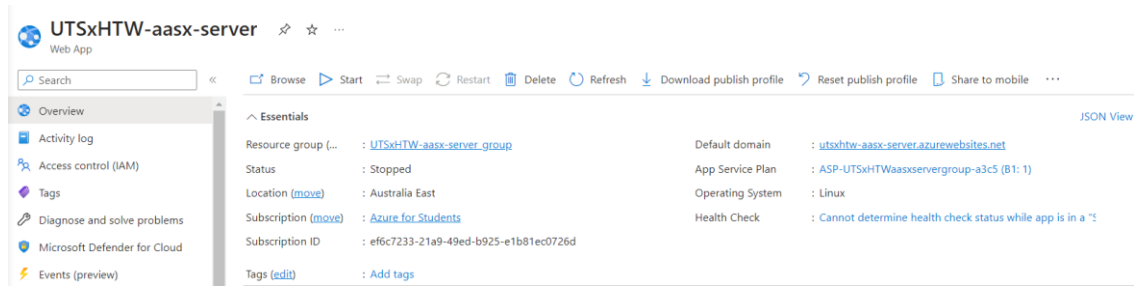 UTSxHTW-aasx-server
Web App
Search
Browse Start Swap Restart Delete Refresh Download publish profile Reset publish profile Share to mobile
Overview
Activity log
Access control (IAM)
Tags
Diagnose and solve problems
Microsoft Defender for Cloud
Events (preview)
Essentials
JSON View
Resource group (... : UTSxHTW-aasx-server_group
Status : Stopped
Location (move) : Australia East
Subscription (move) : Azure for Students
Subscription ID : ef6c7233-21a9-49ed-b925-e1b81ec0726d
Tags (edit) : Add tags
Default domain : utsxhtw-aasx-server.azurewebsites.net
App Service Plan : ASP-UTSxHTWaasxservergroup-a3c5 (B1: 1)
Operating System : Linux
Health Check : Cannot determine health check status while app is in a "S